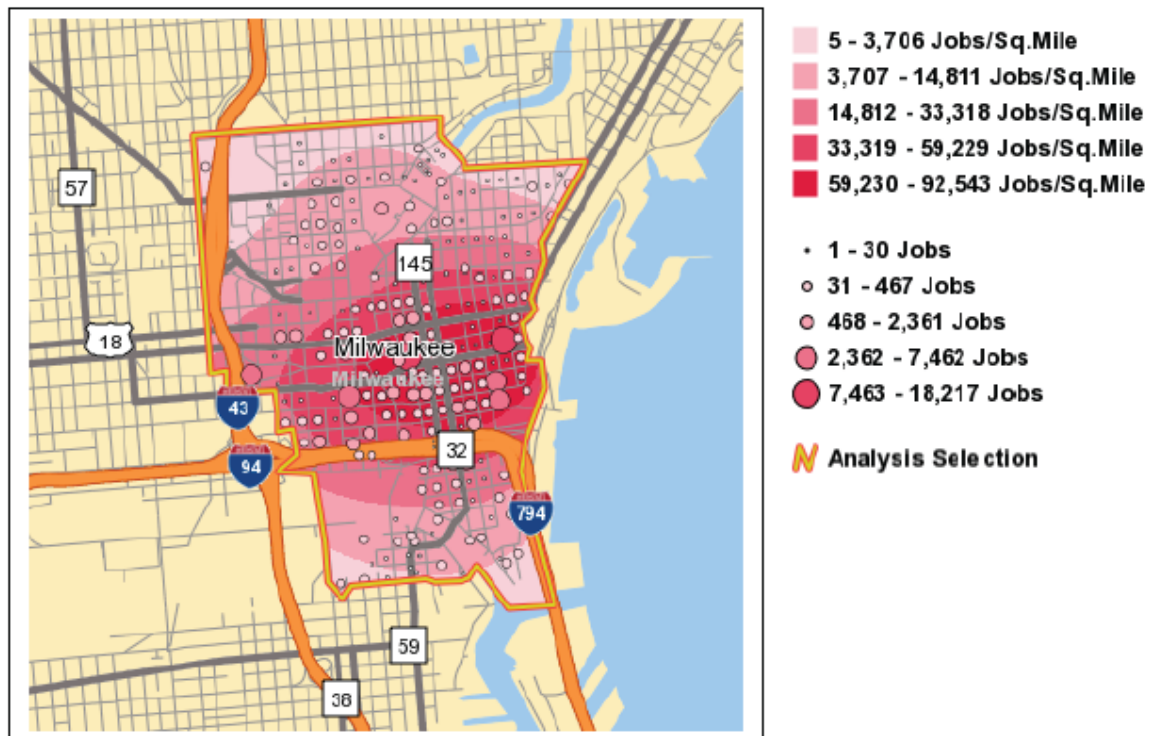 57
145
18
Milwaukee
Milwaukee
43
94
32
794
59
38
5 - 3,706 Jobs/Sq.Mile
3,707 - 14,811 Jobs/Sq.Mile
14,812 - 33,318 Jobs/Sq.Mile
33,319 - 59,229 Jobs/Sq.Mile
59,230 - 92,543 Jobs/Sq.Mile
1 - 30 Jobs
31 - 467 Jobs
468 - 2,361 Jobs
2,362 - 7,462 Jobs
7,463 - 18,217 Jobs
Analysis Selection